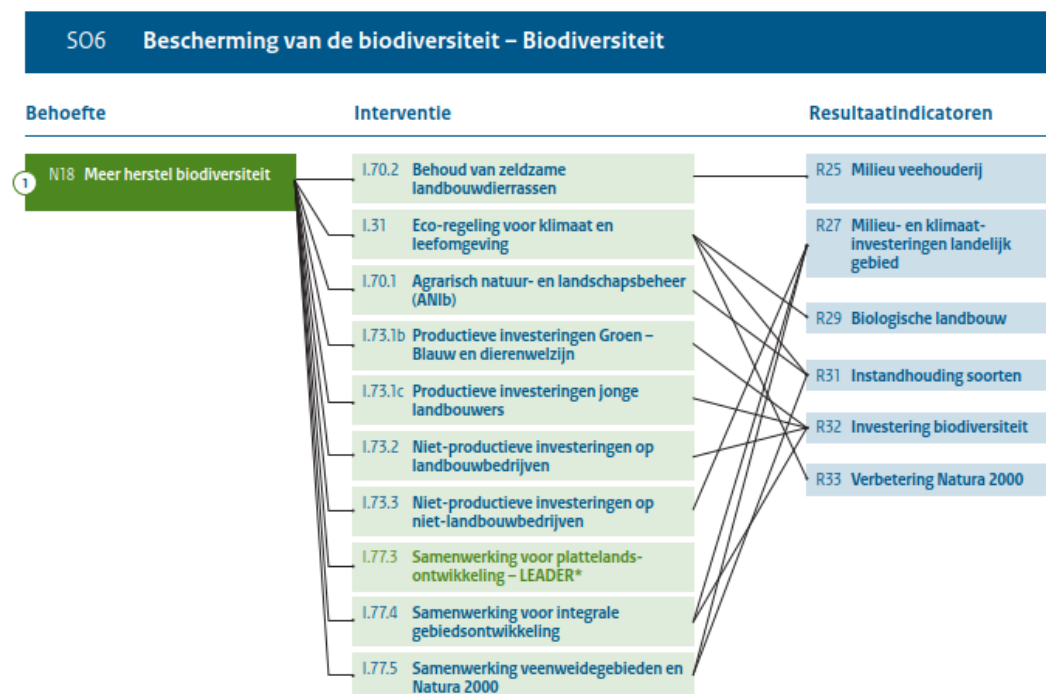 SO6 Bescherming van de biodiversiteit – Biodiversiteit
Behoefte
Interventie
Resultaatindicatoren
1
N18 Meer herstel biodiversiteit
I.70.2 Behoud van zeldzame
landbouwdierrassen
I.31 Eco-regeling voor klimaat en
leefomgeving
I.70.1 Agrarisch natuur- en landschapsbeheer
(ANlb)
I.73.1b Productieve investeringen Groen –
Blauw en dierenwelzijn
I.73.1c Productieve investeringen jonge
landbouwers
I.73.2 Niet-productieve investeringen op
landbouwbedrijven
I.73.3 Niet-productieve investeringen op
niet-landbouwbedrijven
I.77.3 Samenwerking voor plattelands-
ontwikkeling – LEADER*
I.77.4 Samenwerking voor integrale
gebiedsontwikkeling
I.77.5 Samenwerking veenweidegebieden en
Natura 2000
R25 Milieu veehouderij
R27 Milieu- en klimaat-
investeringen landelijk
gebied
R29 Biologische landbouw
R31 Instandhouding soorten
R32 Investering biodiversiteit
R33 Verbetering Natura 2000